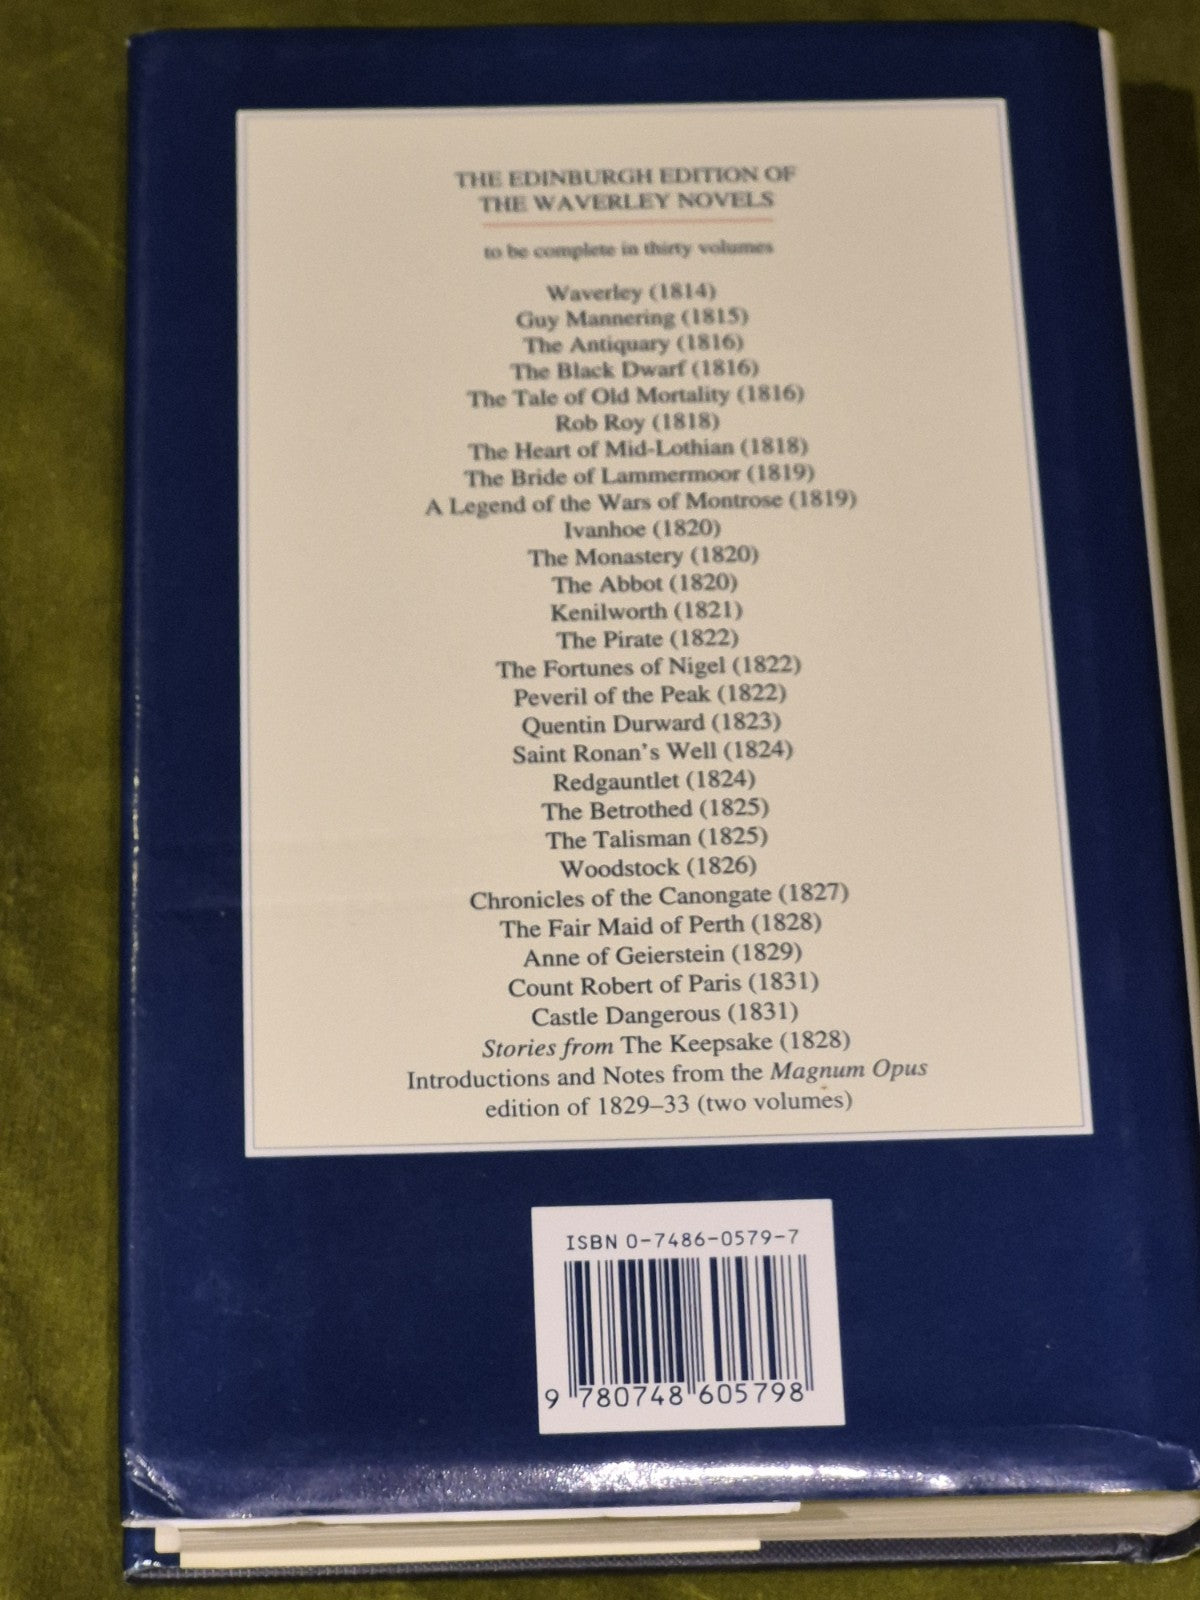 THE EDINBURGH EDITION OF
THE WAVERLEY NOVELS
to be complete in thirty volumes
Waverley (1814)
Guy Mannering (1815)
The Antiquary (1816)
The Black Dwarf (1816)
The Tale of Old Mortality (1816)
Rob Roy (1818)
The Heart of Mid-Lothian (1818)
The Bride of Lammermoor (1819)
A Legend of the Wars of Montrose (1819)
Ivanhoe (1820)
The Monastery (1820)
The Abbot (1820)
Kenilworth (1821)
The Pirate (1822)
The Fortunes of Nigel (1822)
Peveril of the Peak (1822)
Quentin Durward (1823)
Saint Ronan's Well (1824)
Redgauntlet (1824)
The Betrothed (1825)
The Talisman (1825)
Woodstock (1826)
Chronicles of the Canongate (1827)
The Fair Maid of Perth (1828)
Anne of Geierstein (1829)
Count Robert of Paris (1831)
Castle Dangerous (1831)
Stories from The Keepsake (1828)
Introductions and Notes from the Magnum Opus
edition of 1829–33 (two volumes)
ISBN 0-7486-0579-7
9 780748 605798